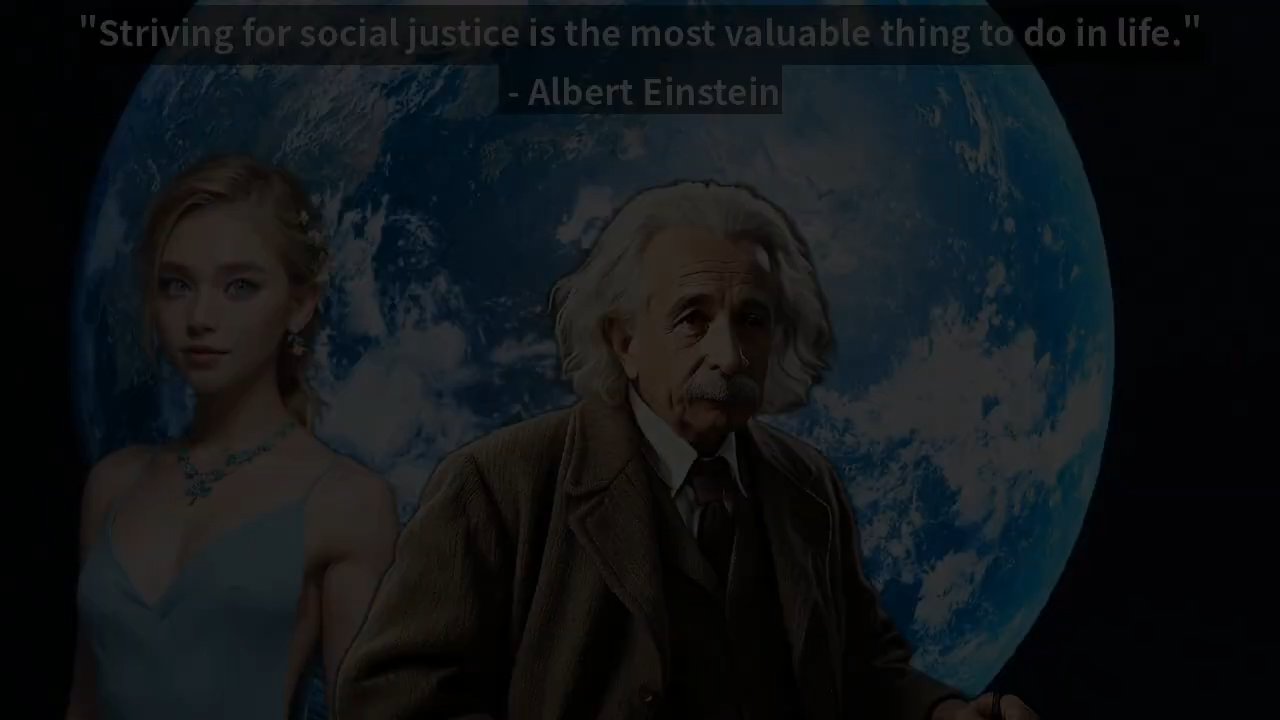 "Striving for social justice is the most valuable thing to do in life."
- Albert Einstein